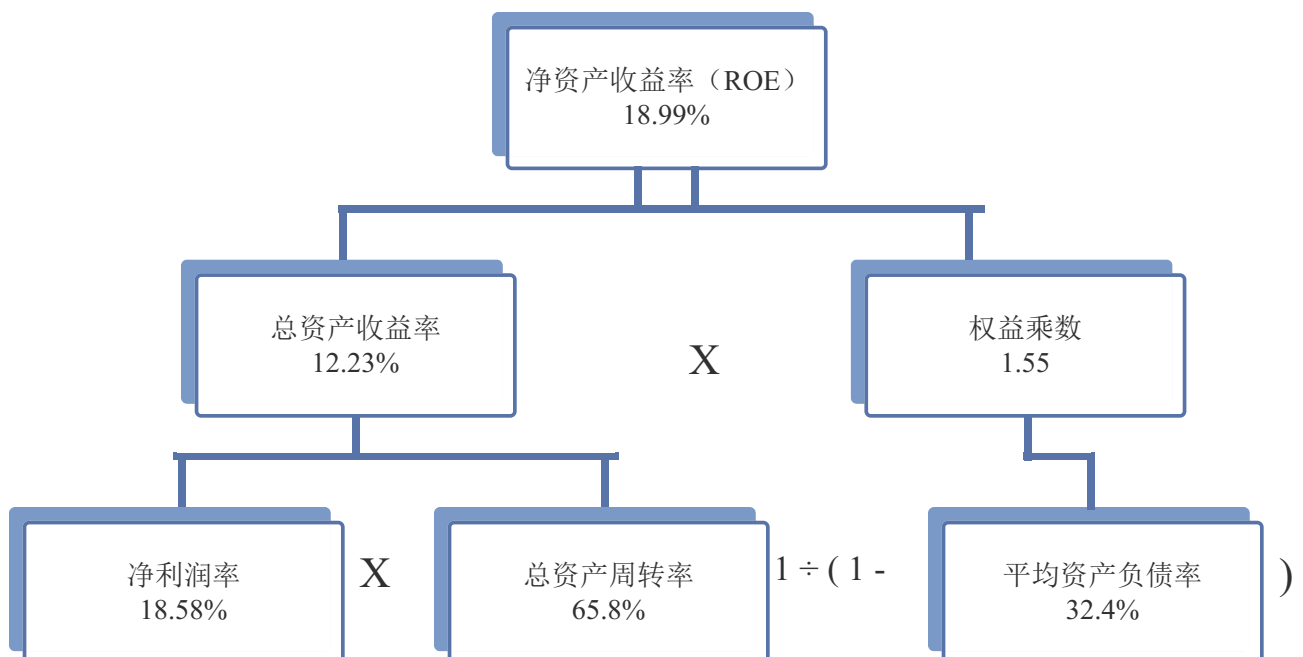 净资产收益率（ROE）
18.99%
总资产收益率
12.23%
X
权益乘数
1.55
净利润率
18.58%
X
总资产周转率
65.8%
1 ÷ ( 1 -
平均资产负债率
32.4%
)